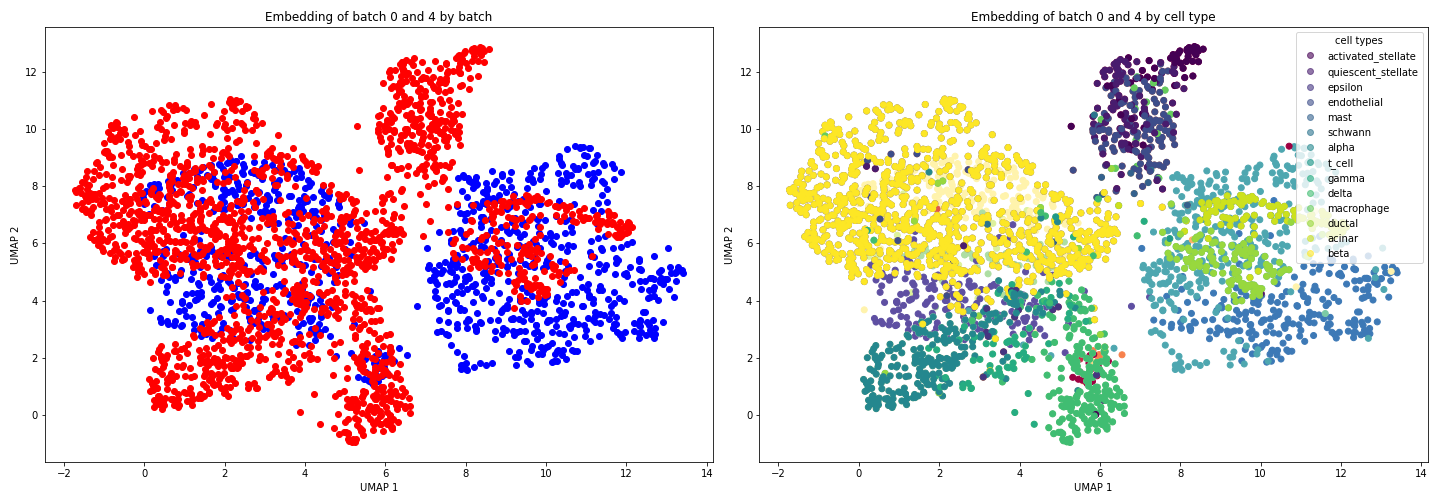 Embedding of batch 0 and 4 by batch
UMAP 2
12
10
8
6
4
2
0
−2
0
2
4
6
8
10
12
14
UMAP 1
Embedding of batch 0 and 4 by cell type
UMAP 2
12
10
8
6
4
2
0
−2
0
2
4
6
8
10
12
14
UMAP 1
cell types
activated_stellate
quiescent_stellate
epsilon
endothelial
mast
schwann
alpha
t_cell
gamma
delta
macrophage
ductal
acinar
beta